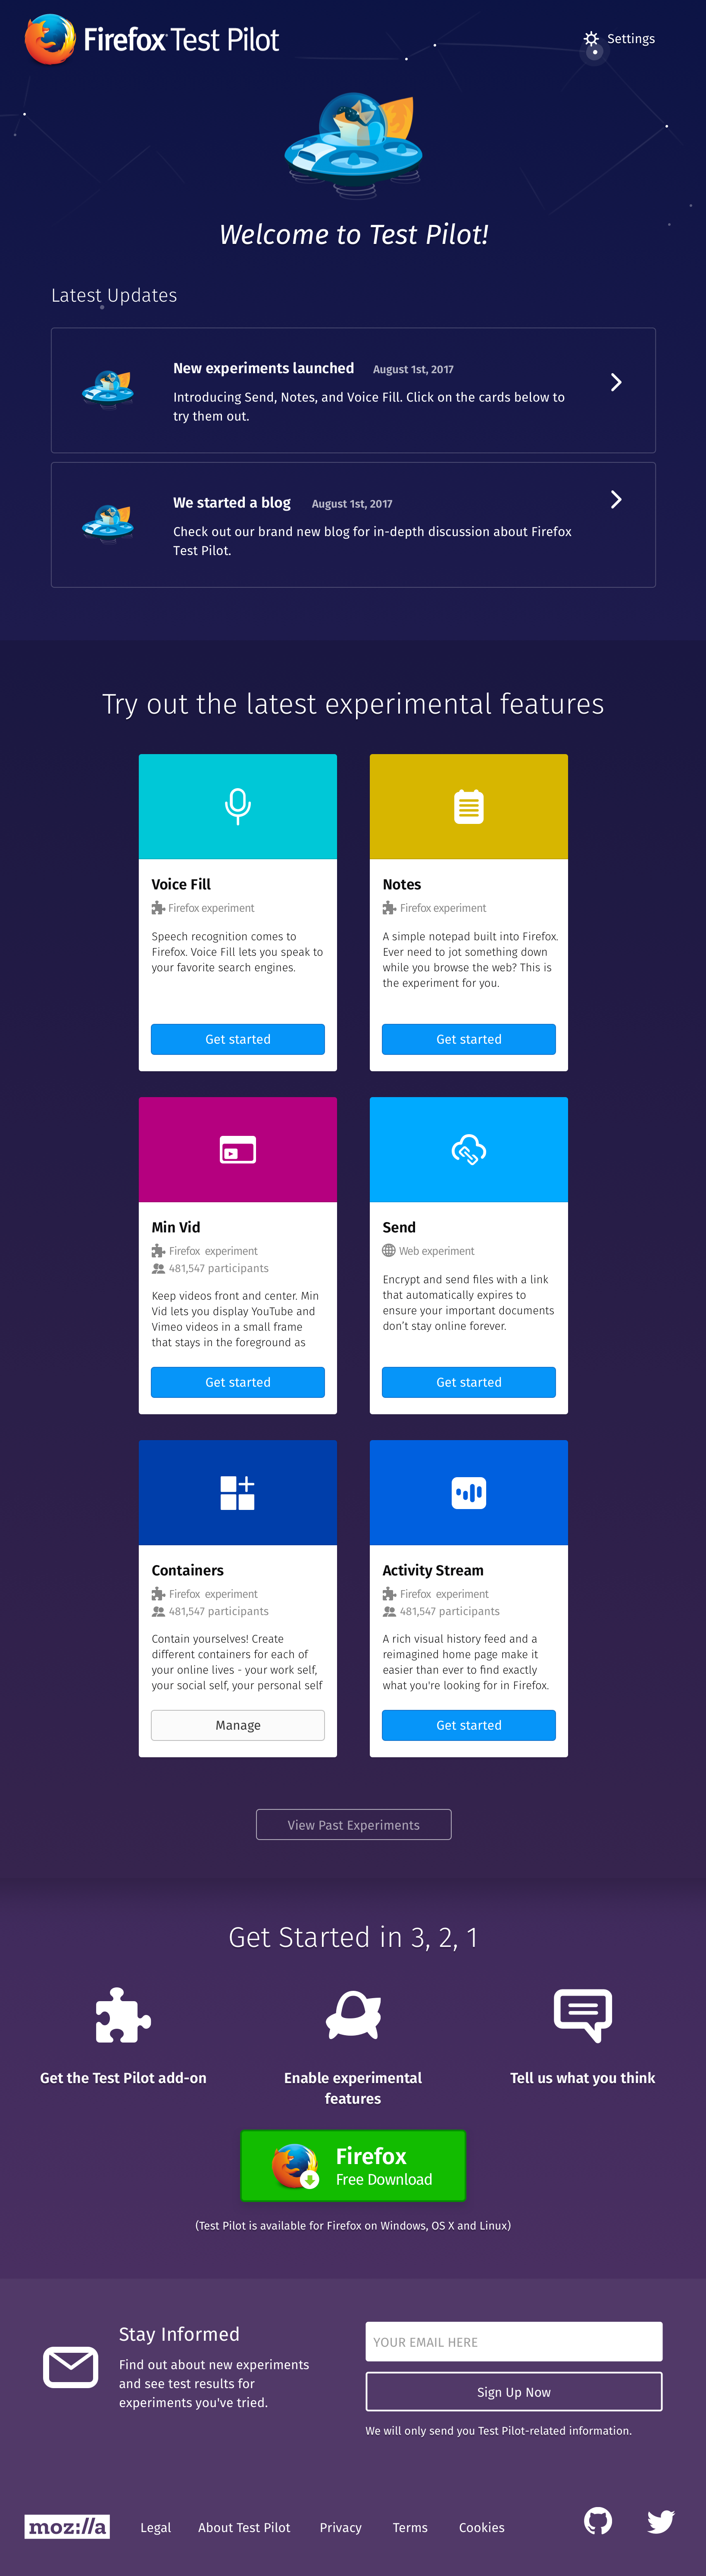 Firefox Test Pilot
Settings
Welcome to Test Pilot!
Latest Updates
New experiments launched August 1st, 2017
Introducing Send, Notes, and Voice Fill. Click on the cards below to
try them out.
We started a blog August 1st, 2017
Check out our brand new blog for in-depth discussion about Firefox
Test Pilot.
Try out the latest experimental features
Voice Fill
Firefox experiment
Speech recognition comes to
Firefox. Voice Fill lets you speak to
your favorite search engines.
Get started
Notes
Firefox experiment
A simple notepad built into Firefox.
Ever need to jot something down
while you browse the web? This is
the experiment for you.
Get started
Min Vid
Firefox experiment
481,547 participants
Keep videos front and center. Min
Vid lets you display YouTube and
Vimeo videos in a small frame
that stays in the foreground as
Get started
Send
Web experiment
Encrypt and send files with a link
that automatically expires to
ensure your important documents
don’t stay online forever.
Get started
Containers
Firefox experiment
481,547 participants
Contain yourselves! Create
different containers for each of
your online lives - your work self,
your social self, your personal self
Manage
Activity Stream
Firefox experiment
481,547 participants
A rich visual history feed and a
reimagined home page make it
easier than ever to find exactly
what you're looking for in Firefox.
Get started
View Past Experiments
Get Started in 3, 2, 1
Get the Test Pilot add-on
Enable experimental
features
Tell us what you think
Firefox
Free Download
(Test Pilot is available for Firefox on Windows, OS X and Linux)
Stay Informed
Find out about new experiments
and see test results for
experiments you've tried.
YOUR EMAIL HERE
Sign Up Now
We will only send you Test Pilot-related information.
moz://a
Legal
About Test Pilot
Privacy
Terms
Cookies